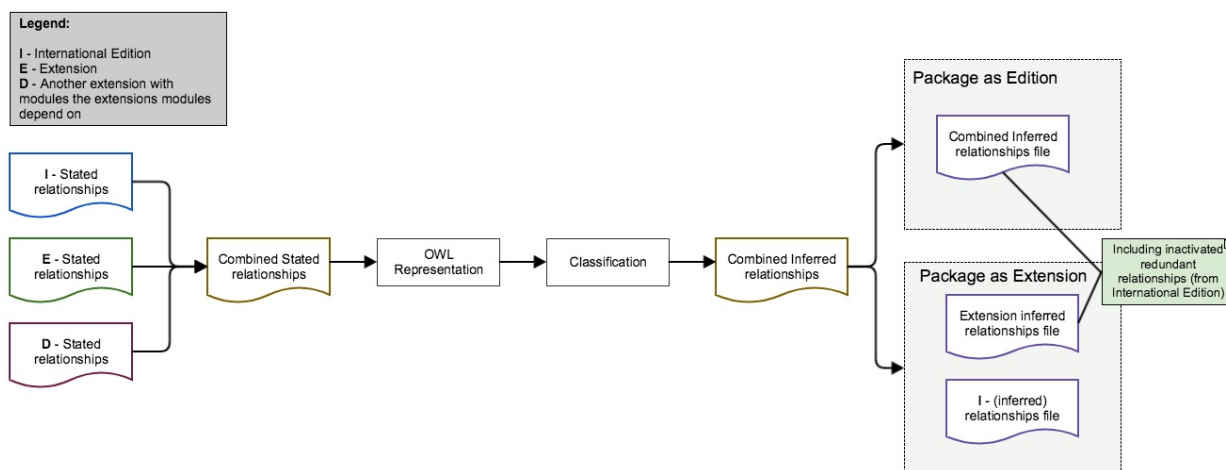 Legend:
I - International Edition
E - Extension
D - Another extension with
modules the extensions modules
depend on
I - Stated
relationships
E - Stated
relationships
D - Stated
relationships
Combined Stated
relationships
OWL
Representation
Classification
Combined Inferred
relationships
Package as Edition
Combined Inferred
relationships file
Including inactivated
redundant
relationships (from
International Edition)
Package as Extension
Extension inferred
relationships file
I - (inferred)
relationships file